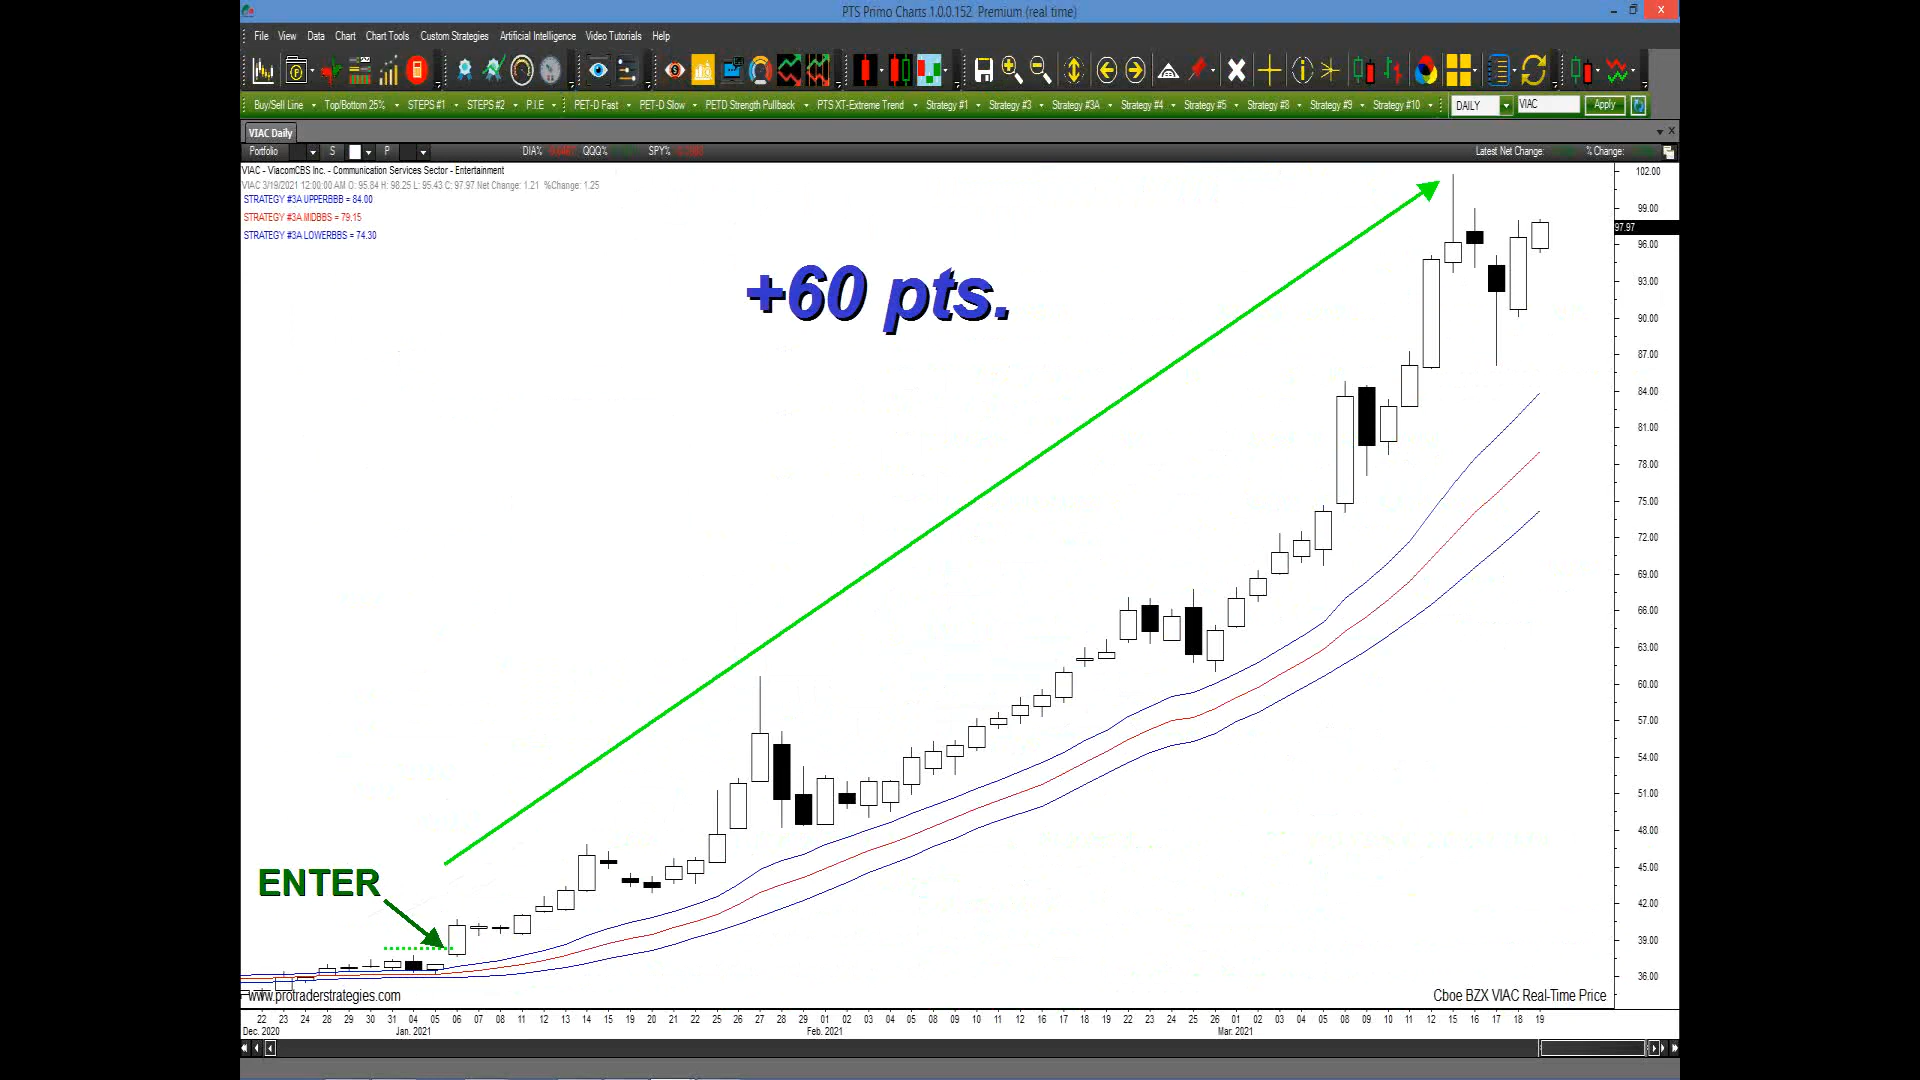 PTS Primo Charts 1.0.0.152. Premium (real time)
File View Data Chart Chart Tools Custom Strategies Artificial Intelligence Video Tutorials Help
Buy/Sell Line Top/Bottom 25% STEPS #1 STEPS #2 P.I.E PET-D Fast PET-D Slow PETD Strength Pullback PTS XT-Extreme Trend Strategy #1 Strategy #3 Strategy #3A Strategy #4 Strategy #5 Strategy #8 Strategy #9 Strategy #10 DAILY VIAC Apply
VIAC Daily
Portfolio S P DIA% QQQ% SPY% Latest Net Change: % Change:
VIAC - ViacomCBS Inc. - Communication Services Sector - Entertainment
VIAC 3/19/2021 12:00:00 AM O: 95.84 H: 98.25 L: 95.43 C: 97.97 Net Change: 1.21 %Change: 1.25
STRATEGY #3A UPPERBBB = 84.00
STRATEGY #3A MIDBBS = 79.15
STRATEGY #3A LOWERBBS = 74.30
+60 pts.
ENTER
102.00
99.00
97.97
96.00
93.00
90.00
87.00
84.00
81.00
78.00
75.00
72.00
69.00
66.00
63.00
60.00
57.00
54.00
51.00
48.00
45.00
42.00
39.00
36.00
www.protraderstrategies.com
Cboe BZX VIAC Real-Time Price
22 23 24 28 29 30 31 04 05 06 07 08 11 12 13 14 15 19 20 21 22 25 26 27 28 29 01 02 03 04 05 08 09 10 11 12 16 17 18 19 22 23 24 25 26 01 02 03 04 05 08 09 10 11 12 15 16 17 18 19
Dec. 2020 Jan. 2021 Feb. 2021 Mar. 2021